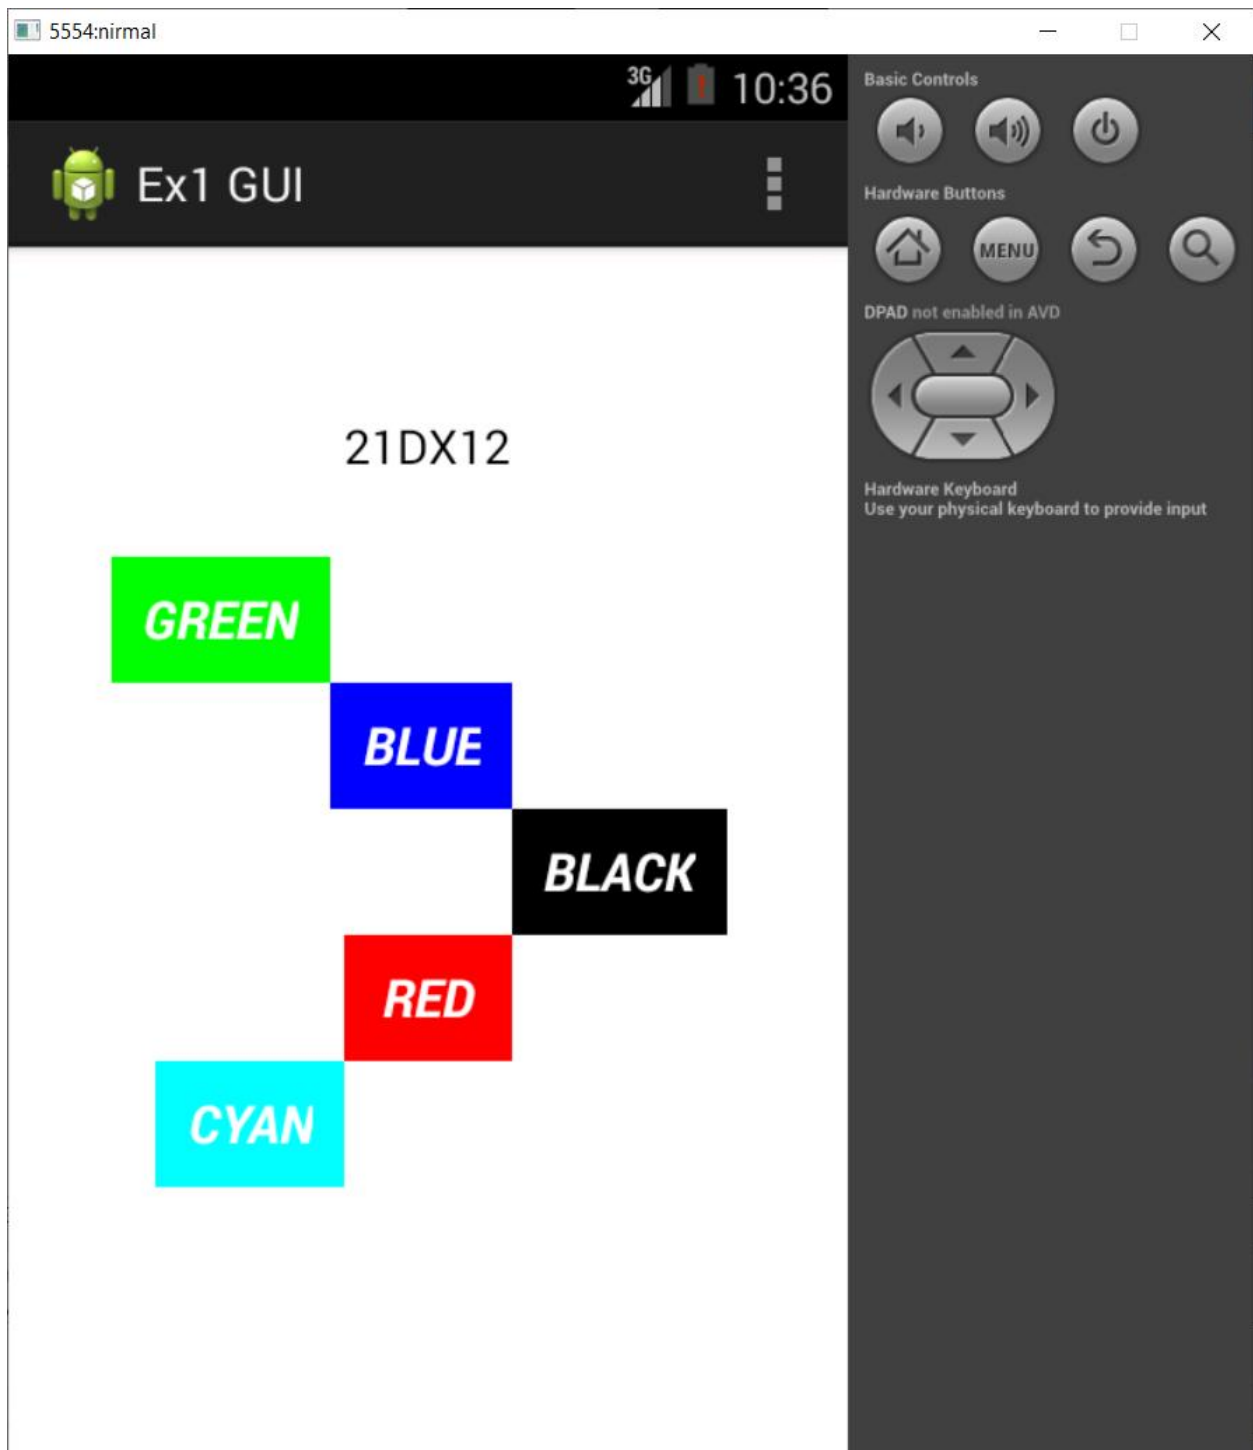 5554:nirmal
3G 10:36
Basic Controls
Ex1 GUI
Hardware Buttons
MENU
DPAD not enabled in AVD
21DX12
Hardware Keyboard
Use your physical keyboard to provide input
GREEN
BLUE
BLACK
RED
CYAN